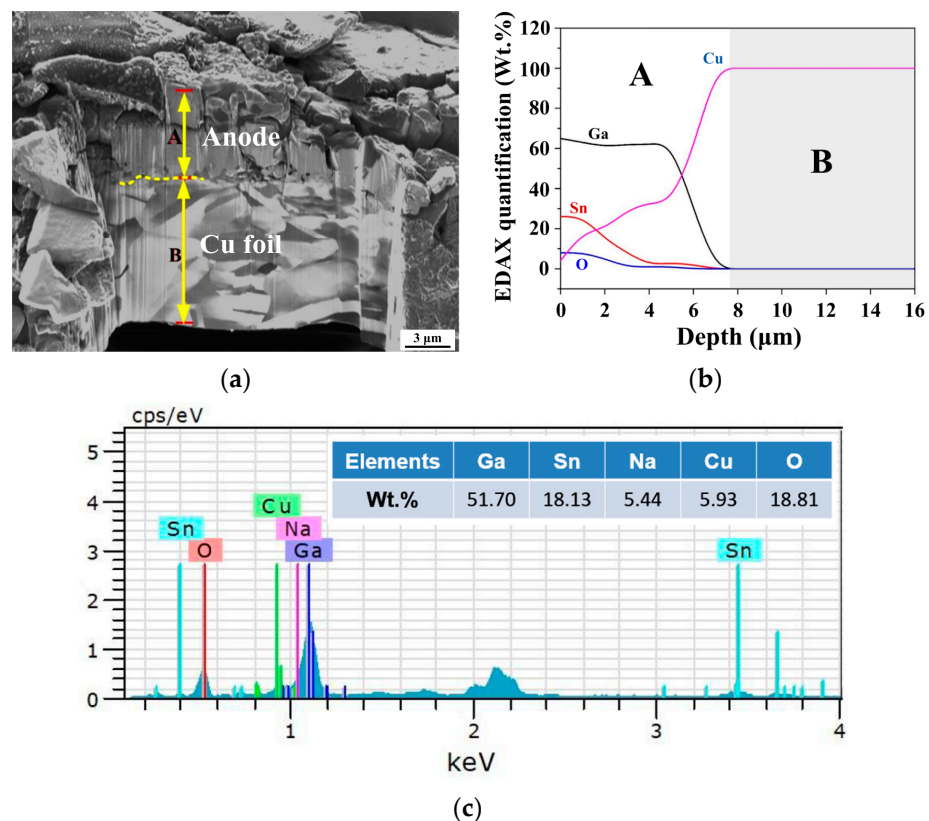 A
Anode
B
Cu foil
3 µm
(a)
EDAX quantification (Wt.%)
120
100
80
60
40
20
0
A
B
Cu
Ga
Sn
O
0 2 4 6 8 10 12 14 16
Depth (µm)
(b)
cps/eV
5
4
3
2
1
0
Elements Ga Sn Na Cu O
Wt.% 51.70 18.13 5.44 5.93 18.81
Cu
Sn Na
O Ga Sn
1 2 3 4
keV
(c)